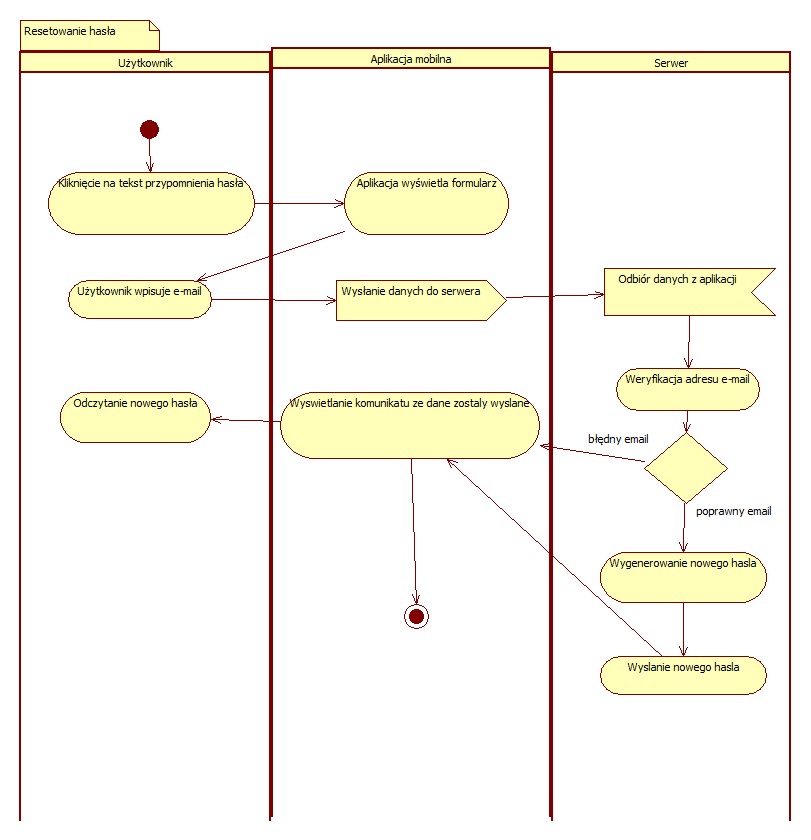 Resetowanie hasła
Użytkownik
Aplikacja mobilna
Serwer
Kliknięcie na tekst przypomnienia hasła
Aplikacja wyświetla formularz
Użytkownik wpisuje e-mail
Wysłanie danych do serwera
Odbiór danych z aplikacji
Weryfikacja adresu e-mail
Odczytanie nowego hasła
Wyswietlanie komunikatu ze dane zostaly wyslane
błędny email
poprawny email
Wygenerowanie nowego hasla
Wyslanie nowego hasla